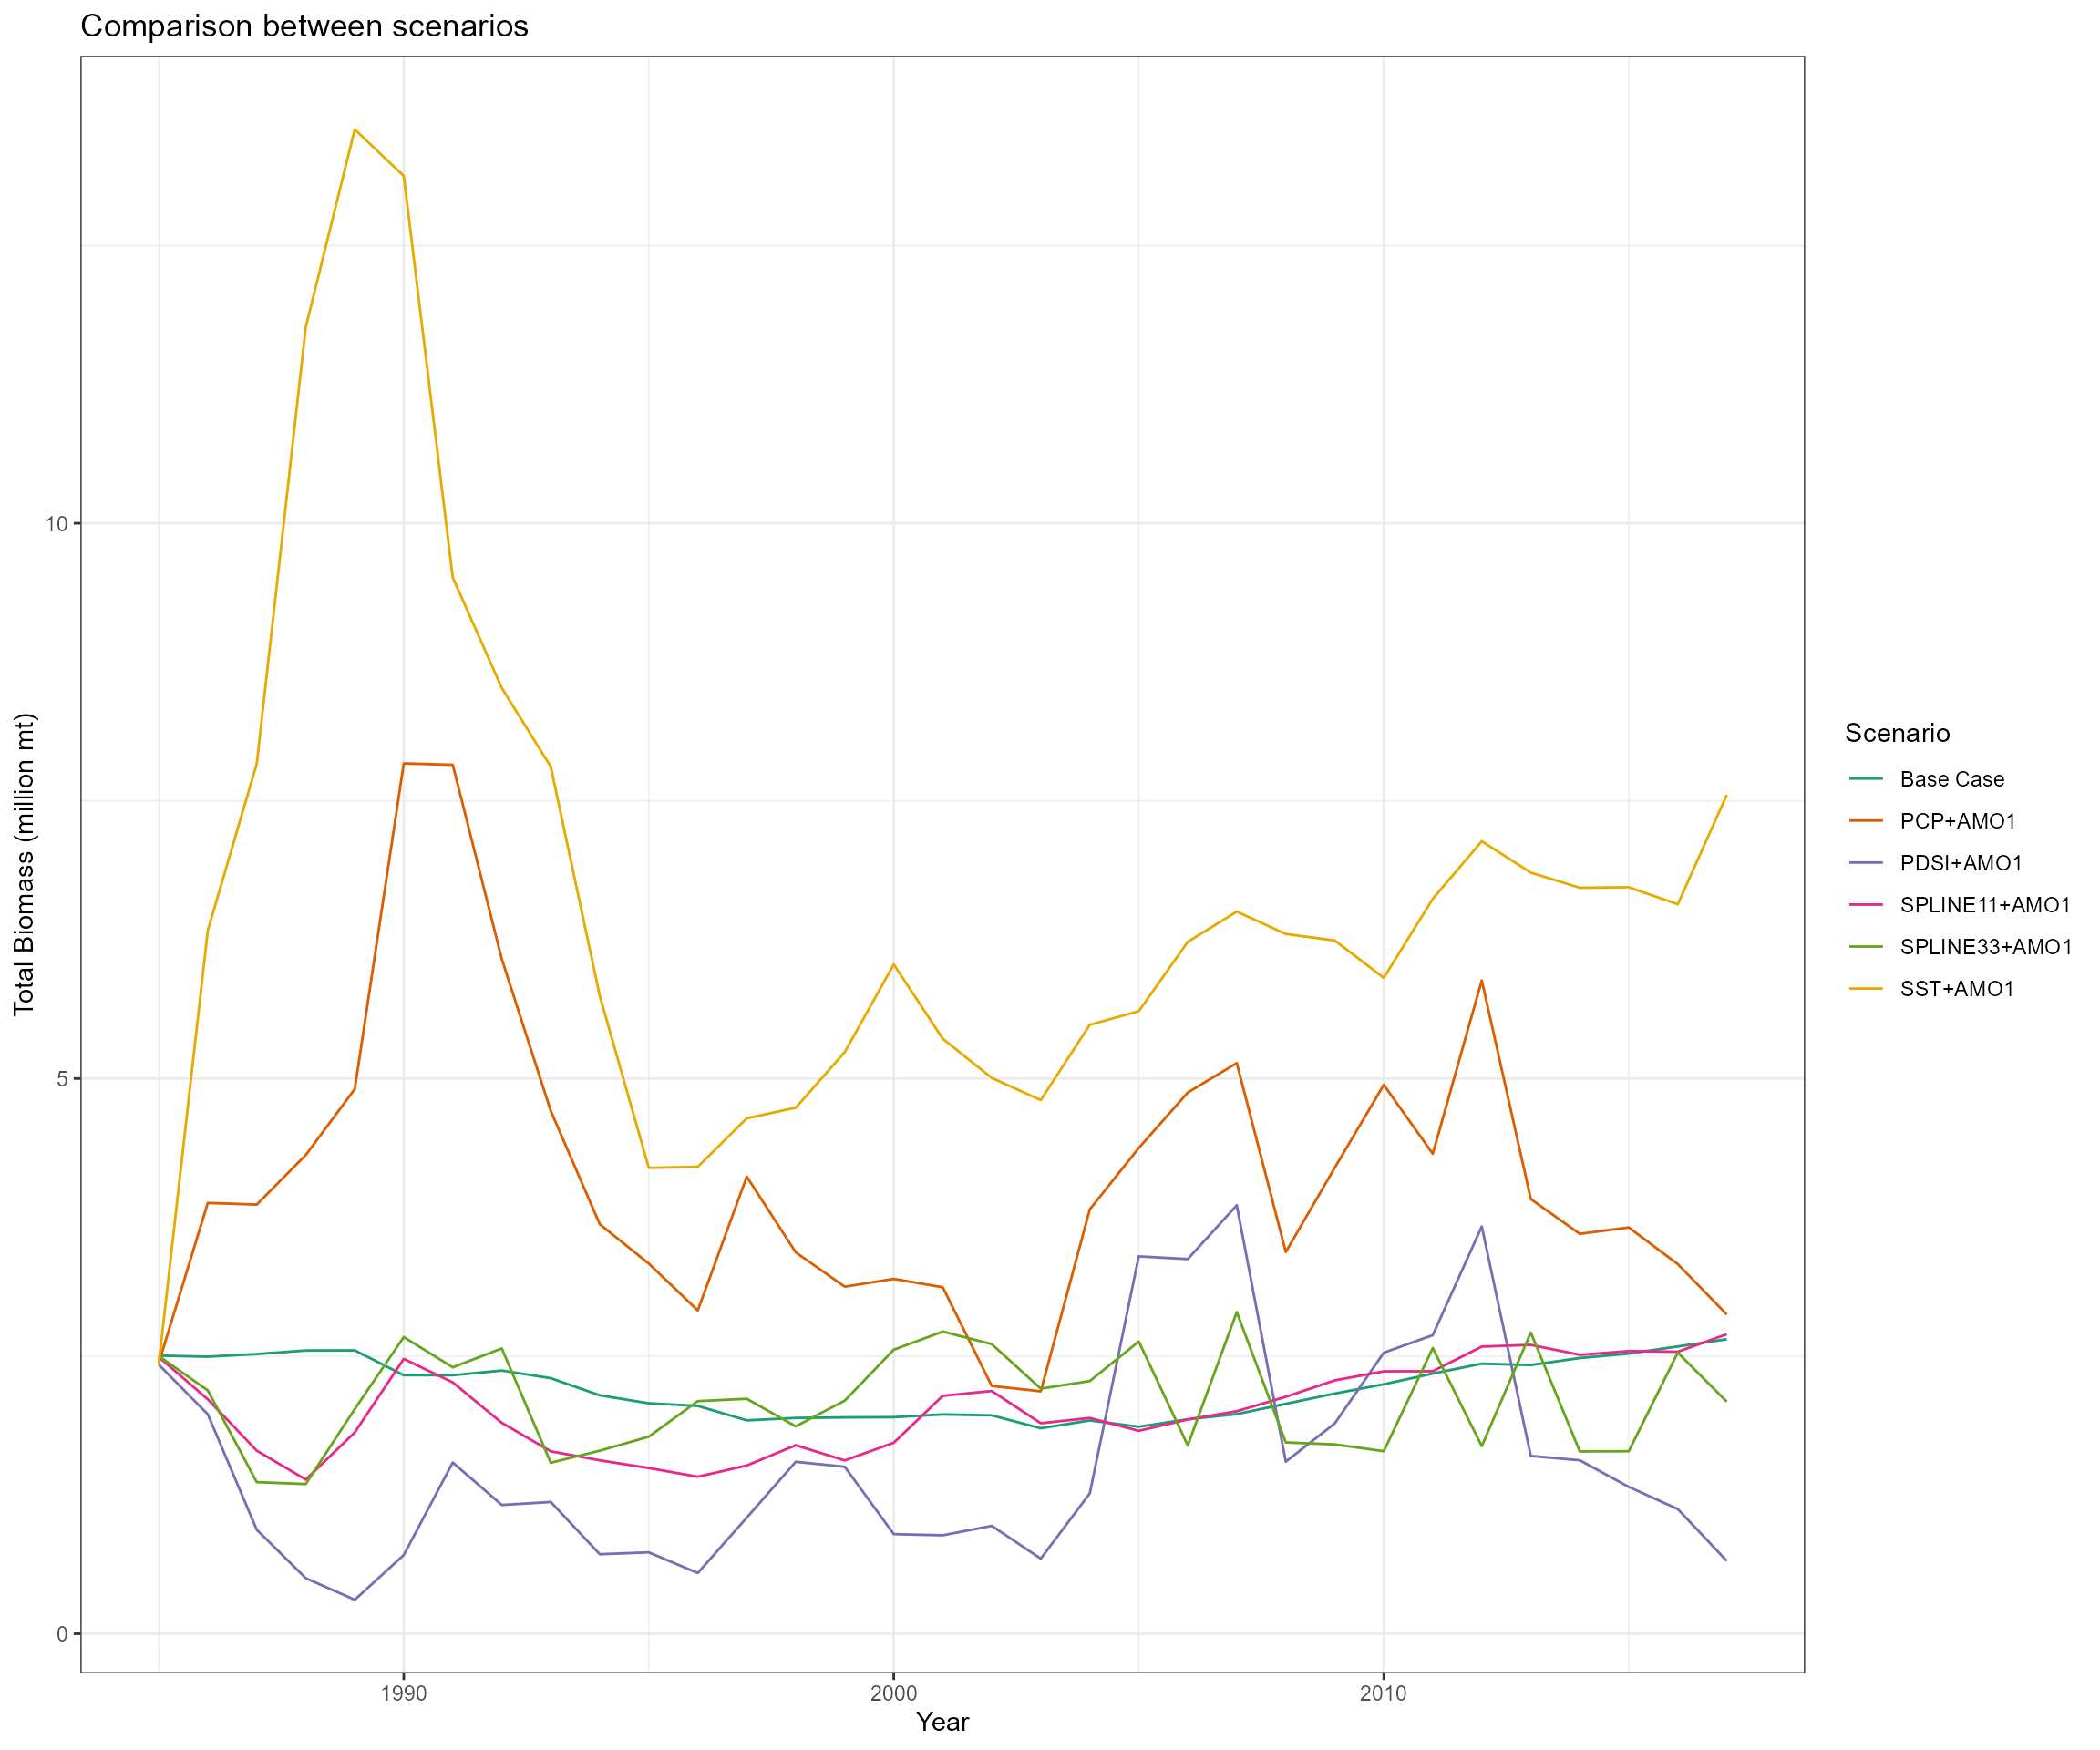 Comparison between scenarios
Total Biomass (million mt)
10
5
0
1990
2000
2010
Year
Scenario
Base Case
PCP+AMO1
PDSI+AMO1
SPLINE11+AMO1
SPLINE33+AMO1
SST+AMO1